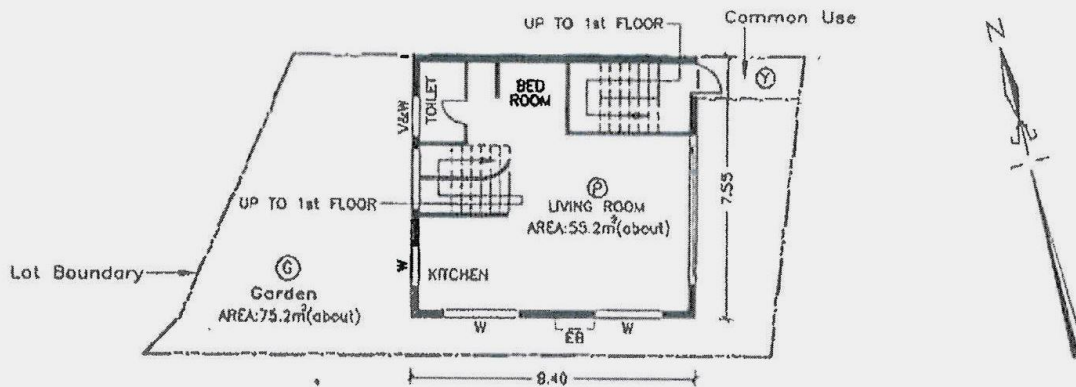 UP TO 1st FLOOR
Common Use
N
Y
V&W
TOILET
BED
ROOM
7.55
P
LIVING ROOM
AREA:55.2m²(about)
UP TO 1st FLOOR
Lot Boundary
G
Garden
AREA:75.2m²(about)
W
KITCHEN
W
EB
W
8.40